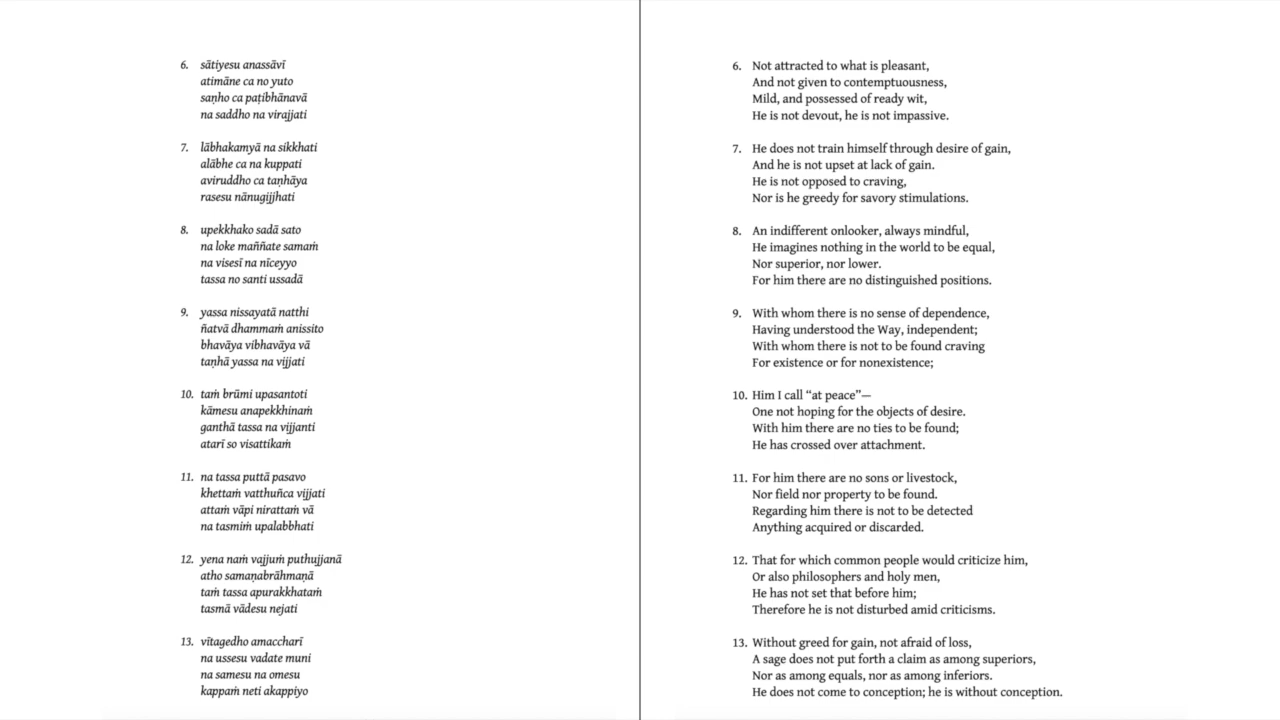 6. sātiyesu anassāvī
atimāne ca no yuto
saṇho ca paṭibhānavā
na saddho na virajjati
7. lābhakamyā na sikkhati
alābhe ca na kuppati
aviruddho ca taṇhāya
rasesu nānugijjhati
8. upekkhako sadā sato
na loke maññate samaṁ
na visesī na nīceyyo
tassa no santi ussadā
9. yassa nissayatā natthi
ñatvā dhammaṁ anissito
bhavāya vibhavāya vā
taṇhā yassa na vijjati
10. taṁ brūmi upasantoti
kāmesu anapekkhinaṁ
ganthā tassa na vijjanti
atarī so visattikaṁ
11. na tassa puttā pasavo
khettaṁ vatthuñca vijjati
attaṁ vāpi nirattaṁ vā
na tasmiṁ upalabbhati
12. yena naṁ vajjuṁ puthujjanā
atho samaṇabrāhmaṇā
taṁ tassa apurakkhataṁ
tasmā vādesu nejati
13. vītagedho amaccharī
na ussesu vadate muni
na samesu na omesu
kappaṁ neti akappiyo
6. Not attracted to what is pleasant,
And not given to contemptuousness,
Mild, and possessed of ready wit,
He is not devout, he is not impassive.
7. He does not train himself through desire of gain,
And he is not upset at lack of gain.
He is not opposed to craving,
Nor is he greedy for savory stimulations.
8. An indifferent onlooker, always mindful,
He imagines nothing in the world to be equal,
Nor superior, nor lower.
For him there are no distinguished positions.
9. With whom there is no sense of dependence,
Having understood the Way, independent;
With whom there is not to be found craving
For existence or for nonexistence;
10. Him I call “at peace”—
One not hoping for the objects of desire.
With him there are no ties to be found;
He has crossed over attachment.
11. For him there are no sons or livestock,
Nor field nor property to be found.
Regarding him there is not to be detected
Anything acquired or discarded.
12. That for which common people would criticize him,
Or also philosophers and holy men,
He has not set that before him;
Therefore he is not disturbed amid criticisms.
13. Without greed for gain, not afraid of loss,
A sage does not put forth a claim as among superiors,
Nor as among equals, nor as among inferiors.
He does not come to conception; he is without conception.